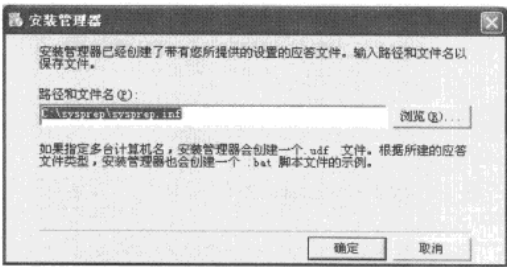 安装管理器
安装管理器已经创建了带有您所提供的设置的应答文件。输入路径和文件名以
保存文件。
路径和文件名(P):
C:\sysprep\sysprep.inf
浏览(R)...
如果指定多台计算机名，安装管理器会创建一个 .udf 文件。根据所建的应答
文件类型，安装管理器也会创建一个 .bat 脚本文件的示例。
确定
取消